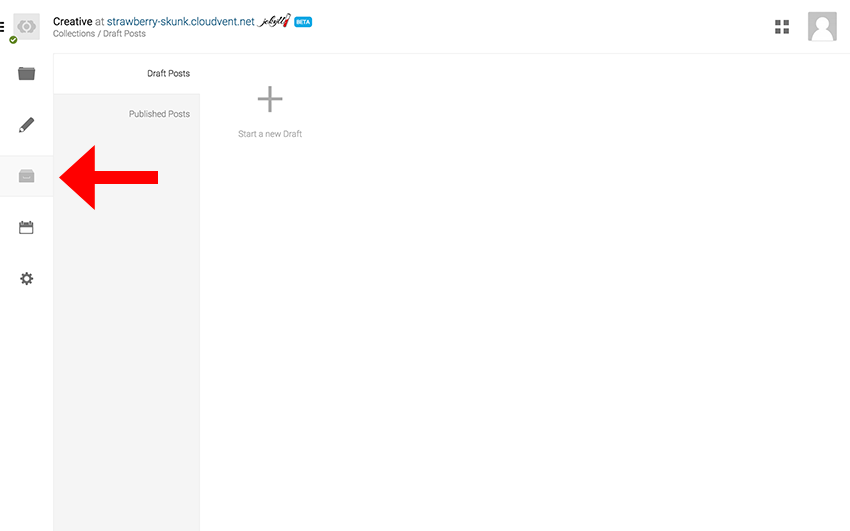 Creative at strawberry-skunk.cloudvent.net jekyll BETA
Collections / Draft Posts
Draft Posts
Published Posts
Start a new Draft